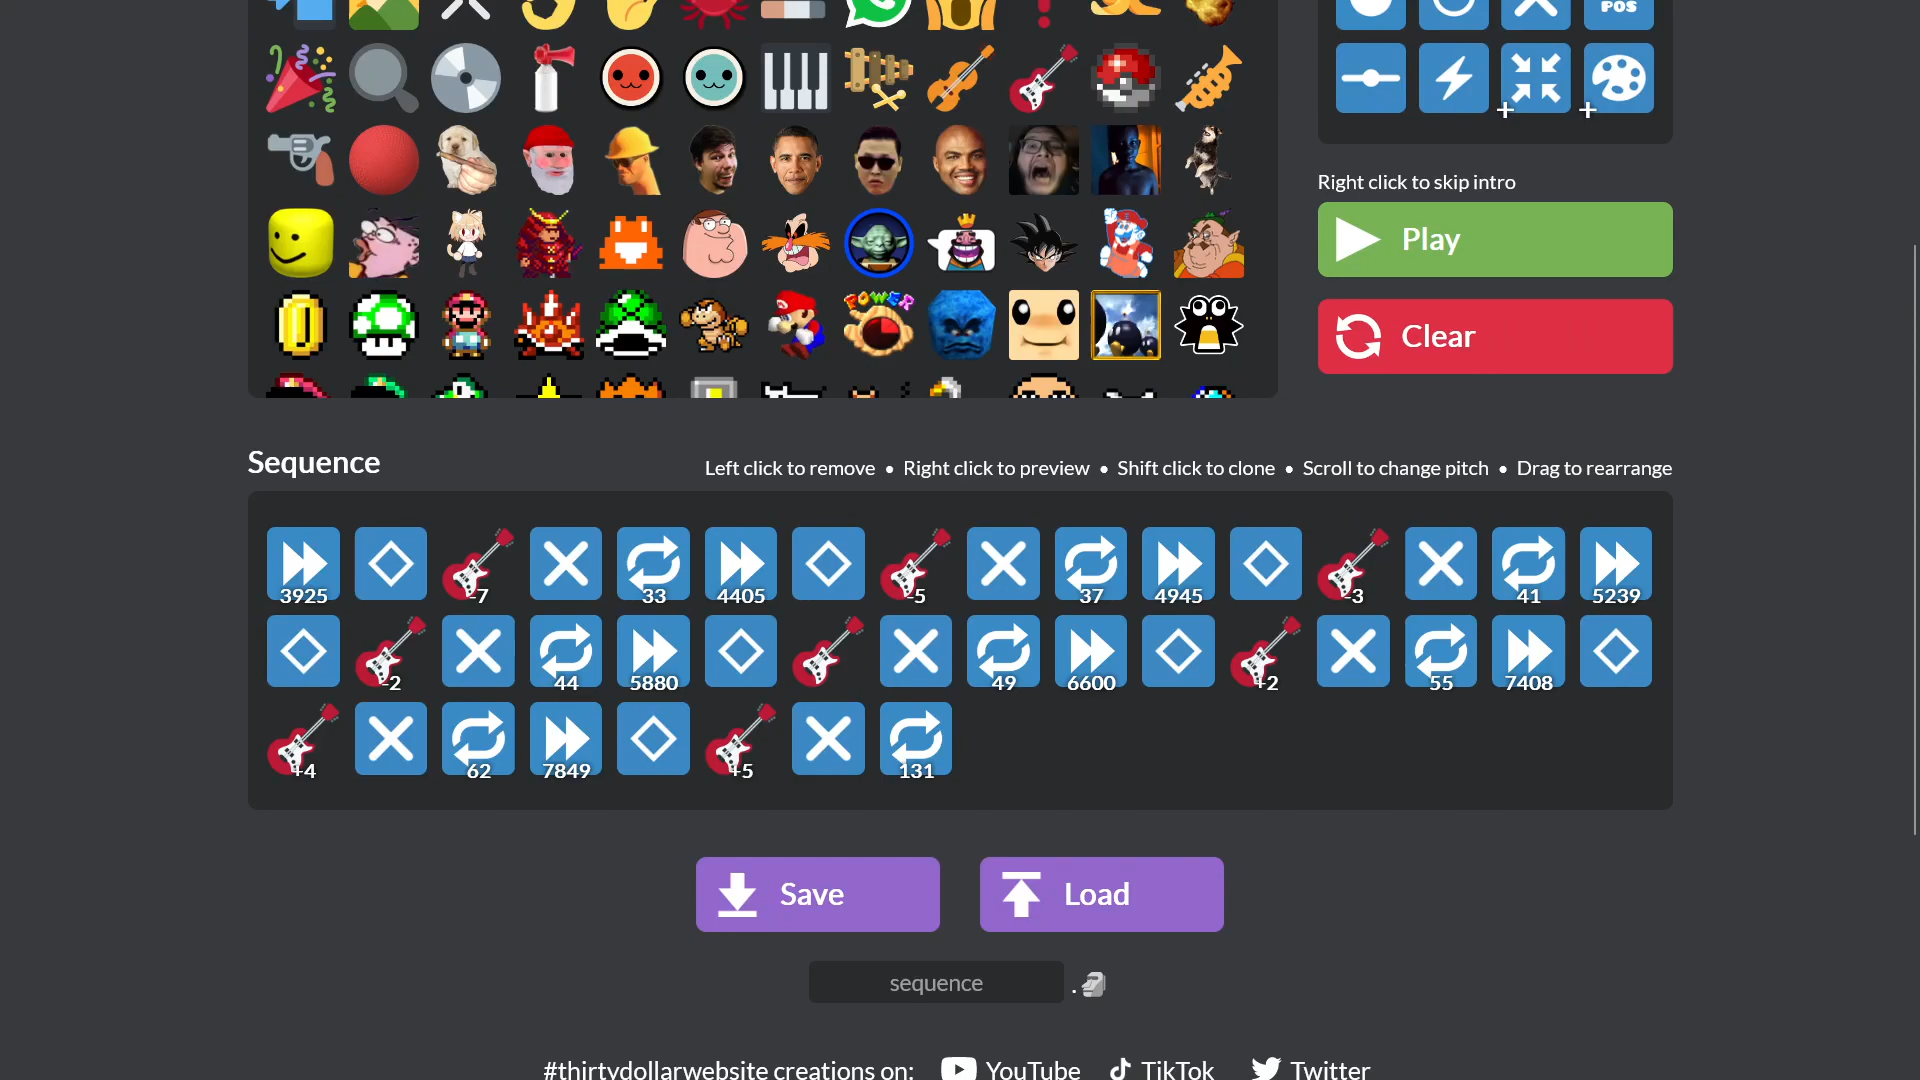 POS
+ +
Right click to skip intro
Play
POWER
Clear
Sequence
Left click to remove • Right click to preview • Shift click to clone • Scroll to change pitch • Drag to rearrange
3925 -7 33 4405 -5 37 4945 -3 41 5239
-2 44 5880 49 6600 +2 55 7408
+4 62 7849 +5 131
Save Load
sequence .
#thirtydollarwebsite creations on: YouTube TikTok Twitter